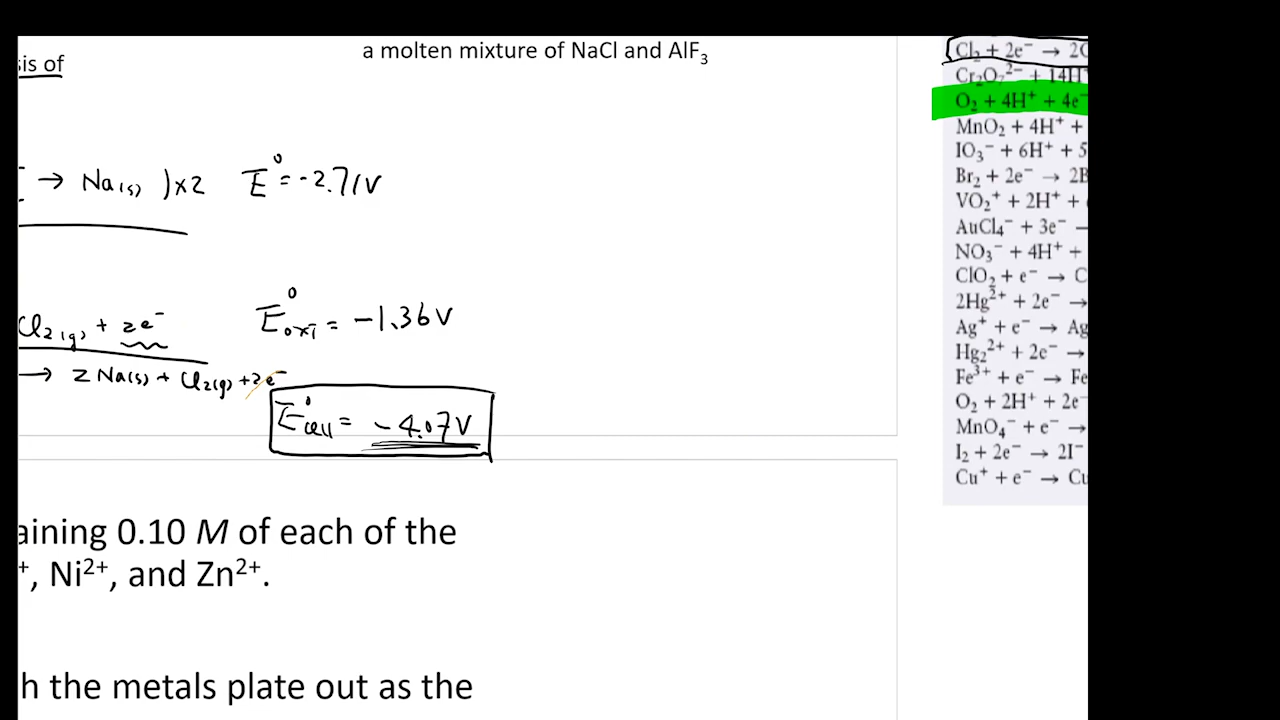 is of
a molten mixture of NaCl and AlF₃
→ Na(s) )x2 E° = -2.71V
Cl₂(g) + 2e⁻ E°oxi = -1.36V
→ 2Na(s) + Cl₂(g) + 2e⁻
E°cell = -4.07V
aining 0.10 M of each of the
⁺, Ni²⁺, and Zn²⁺.
h the metals plate out as the
Cl₂ + 2e⁻ → 2C
Cr₂O₇²⁻ + 14H⁺
O₂ + 4H⁺ + 4e⁻
MnO₂ + 4H⁺ +
IO₃⁻ + 6H⁺ + 5
Br₂ + 2e⁻ → 2B
VO₂⁺ + 2H⁺ +
AuCl₄⁻ + 3e⁻ —
NO₃⁻ + 4H⁺ +
ClO₂ + e⁻ → C
2Hg²⁺ + 2e⁻ →
Ag⁺ + e⁻ → Ag
Hg₂²⁺ + 2e⁻ →
Fe³⁺ + e⁻ → Fe
O₂ + 2H⁺ + 2e⁻
MnO₄⁻ + e⁻ →
I₂ + 2e⁻ → 2I⁻
Cu⁺ + e⁻ → Cu